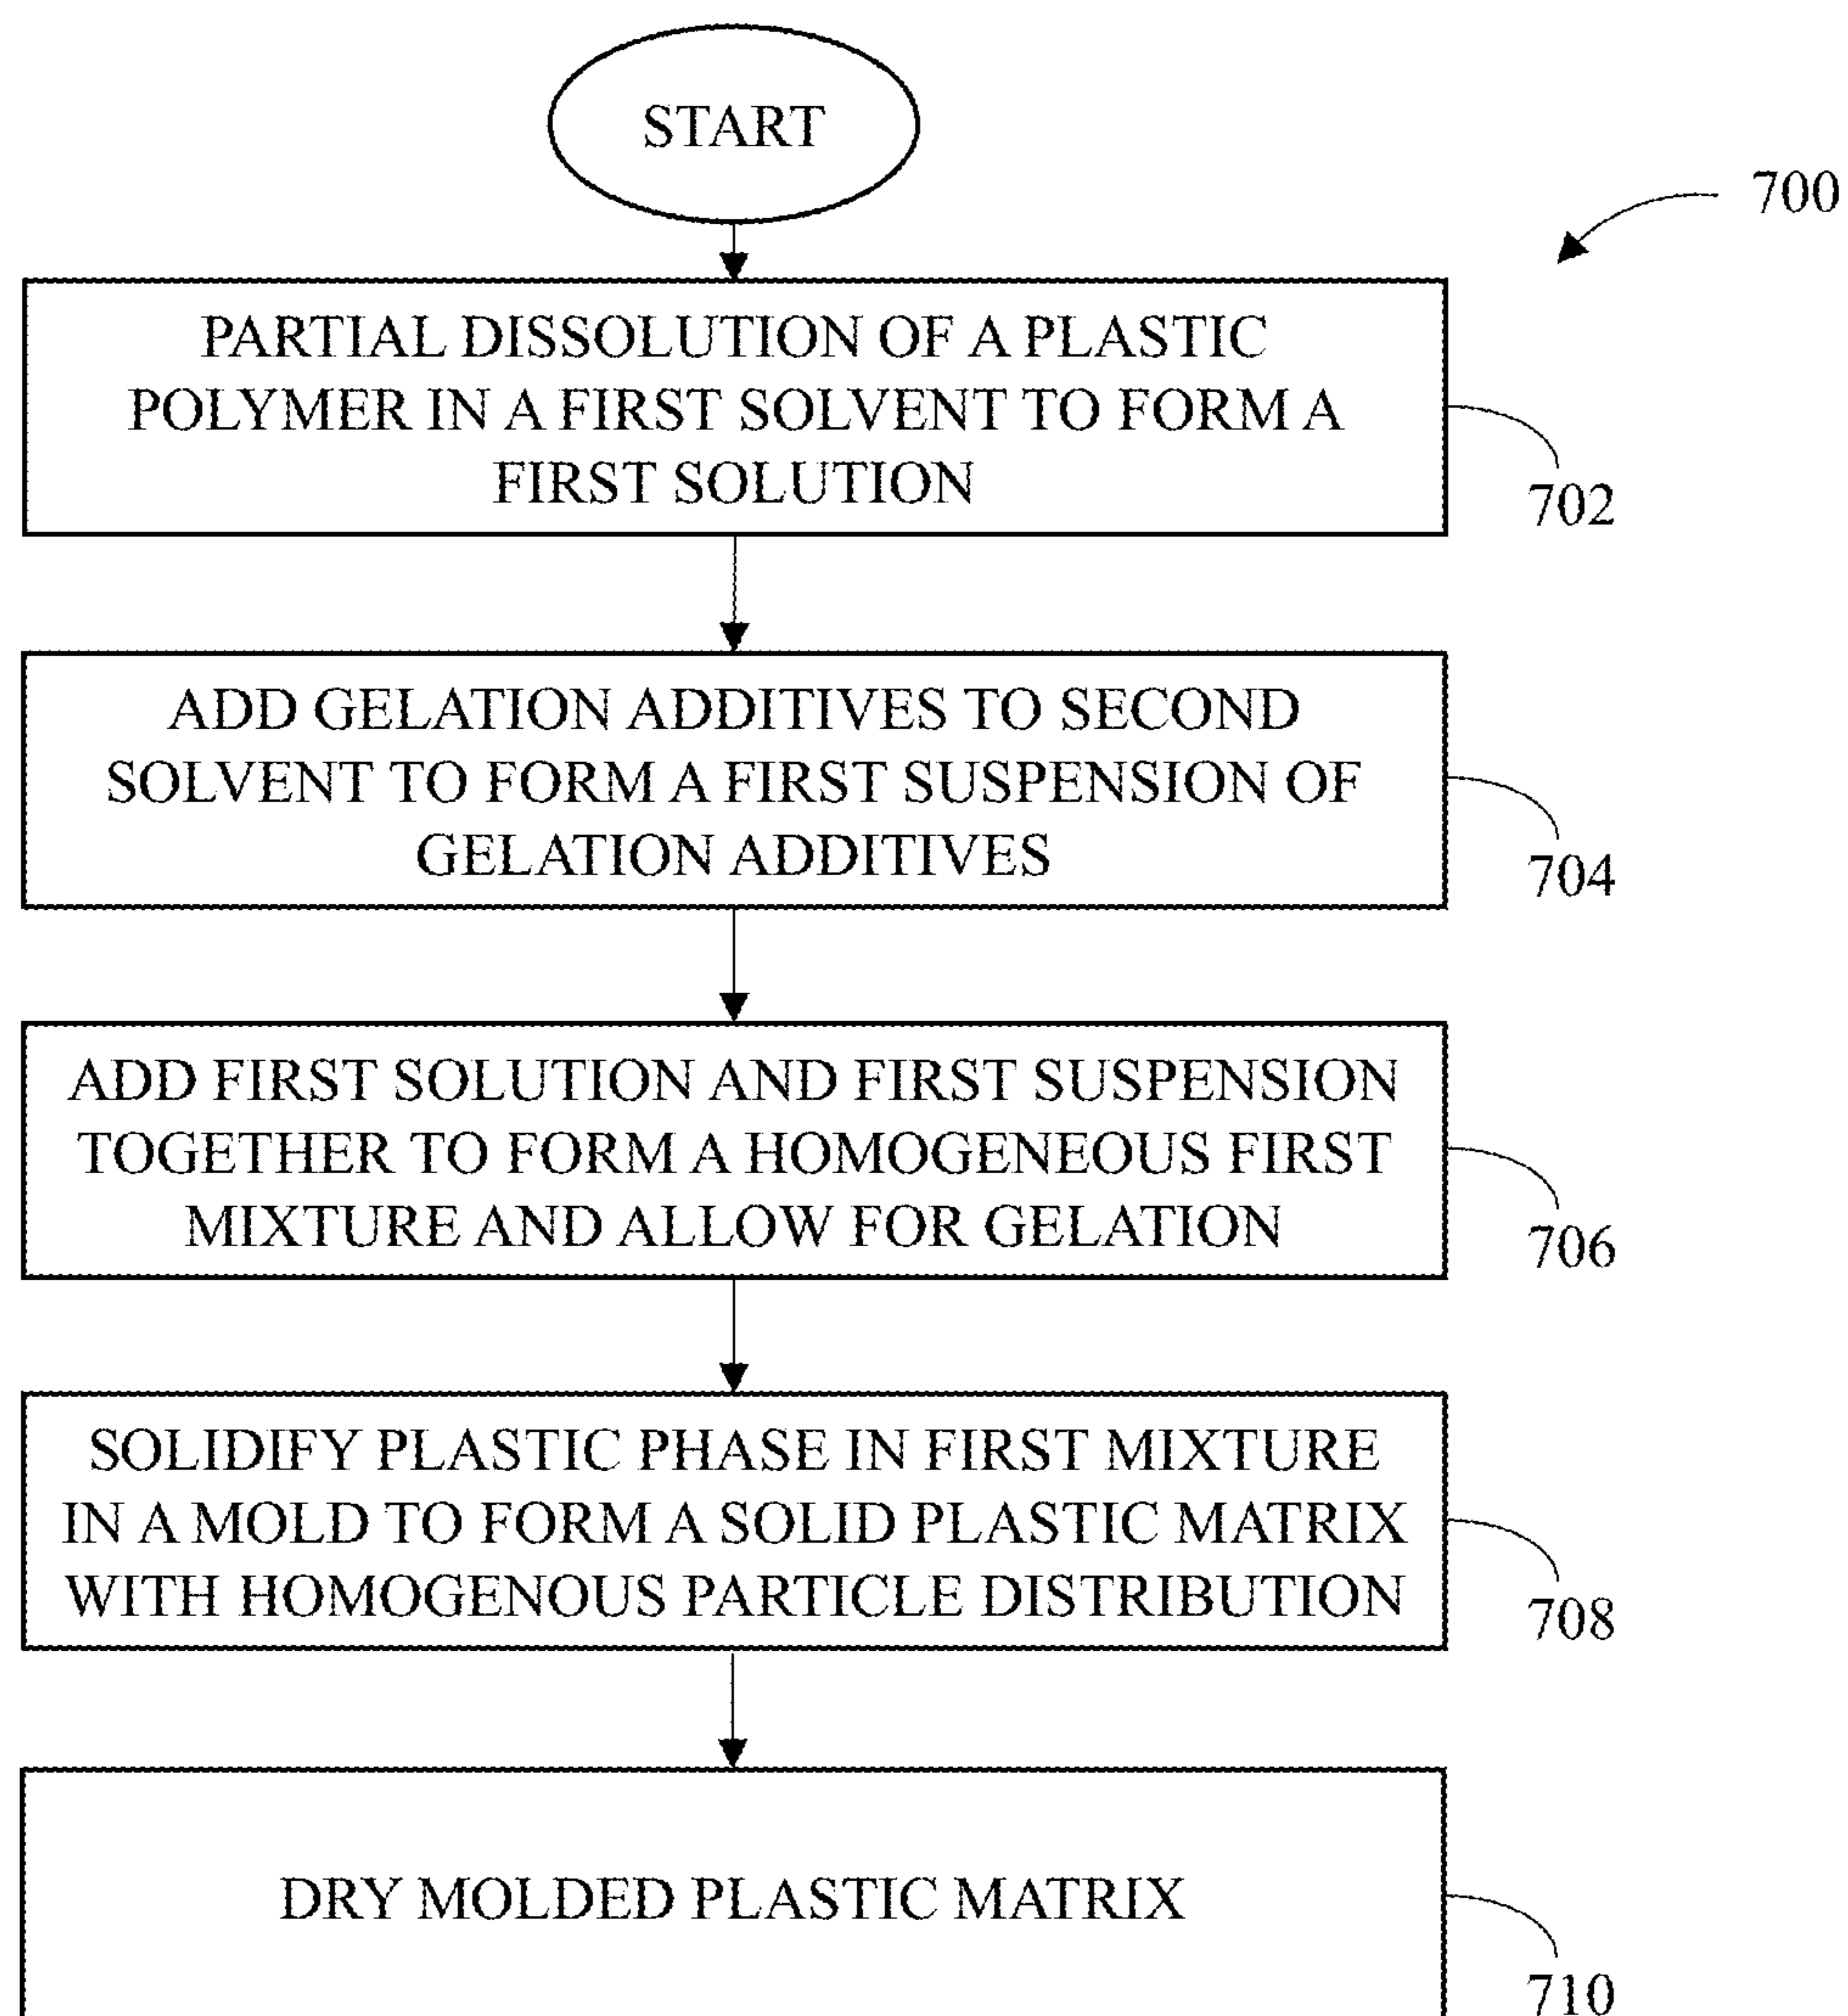 START
700
PARTIAL DISSOLUTION OF A PLASTIC
POLYMER IN A FIRST SOLVENT TO FORM A
FIRST SOLUTION
702
ADD GELATION ADDITIVES TO SECOND
SOLVENT TO FORM A FIRST SUSPENSION OF
GELATION ADDITIVES
704
ADD FIRST SOLUTION AND FIRST SUSPENSION
TOGETHER TO FORM A HOMOGENEOUS FIRST
MIXTURE AND ALLOW FOR GELATION
706
SOLIDIFY PLASTIC PHASE IN FIRST MIXTURE
IN A MOLD TO FORM A SOLID PLASTIC MATRIX
WITH HOMOGENOUS PARTICLE DISTRIBUTION
708
DRY MOLDED PLASTIC MATRIX
710